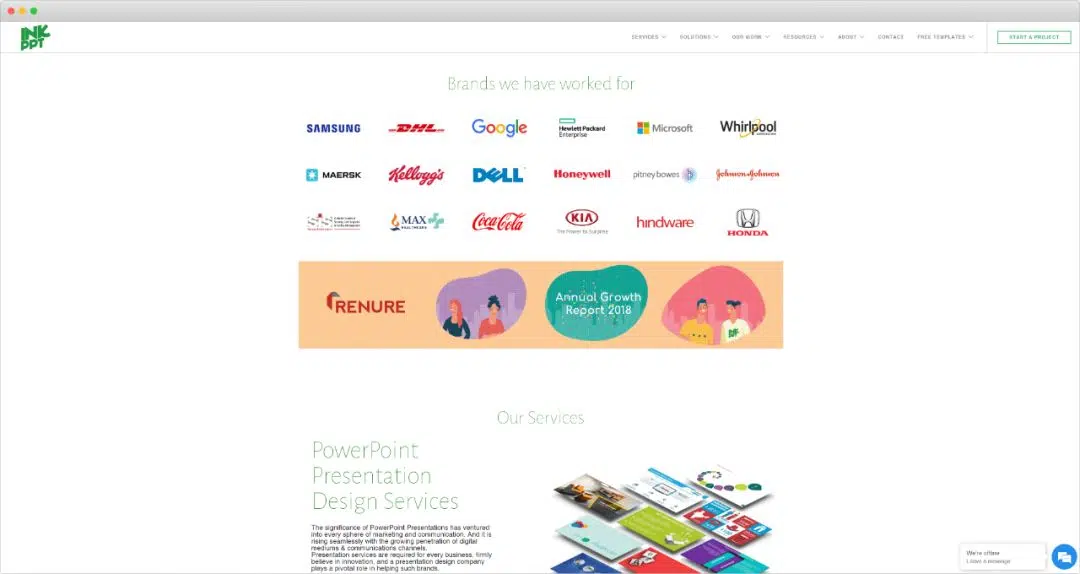 INK
PPT
SERVICES
SOLUTIONS
OUR WORK
RESOURCES
ABOUT
CONTACT
FREE TEMPLATES
START A PROJECT
Brands we have worked for
SAMSUNG
DHL
Google
Hewlett Packard
Enterprise
Microsoft
Whirlpool
CORPORATION
MAERSK
Kellogg's
DELL
Honeywell
pitney bowes
Johnson & Johnson
SIS
MAX
HEALTHCARE
Coca-Cola
KIA
The Power to Surprise
hindware
HONDA
RENURE
Annual Growth
Report 2018
INK
PPT
Our Services
PowerPoint
Presentation
Design Services
The significance of PowerPoint Presentations has ventured
into every sphere of marketing and communication. And it is
rising seamlessly with the growing penetration of digital
mediums & communications channels.
Presentation services are required for every business, firmly
believe in innovation, and a presentation design company
plays a pivotal role in helping such brands.
We're offline
Leave a message